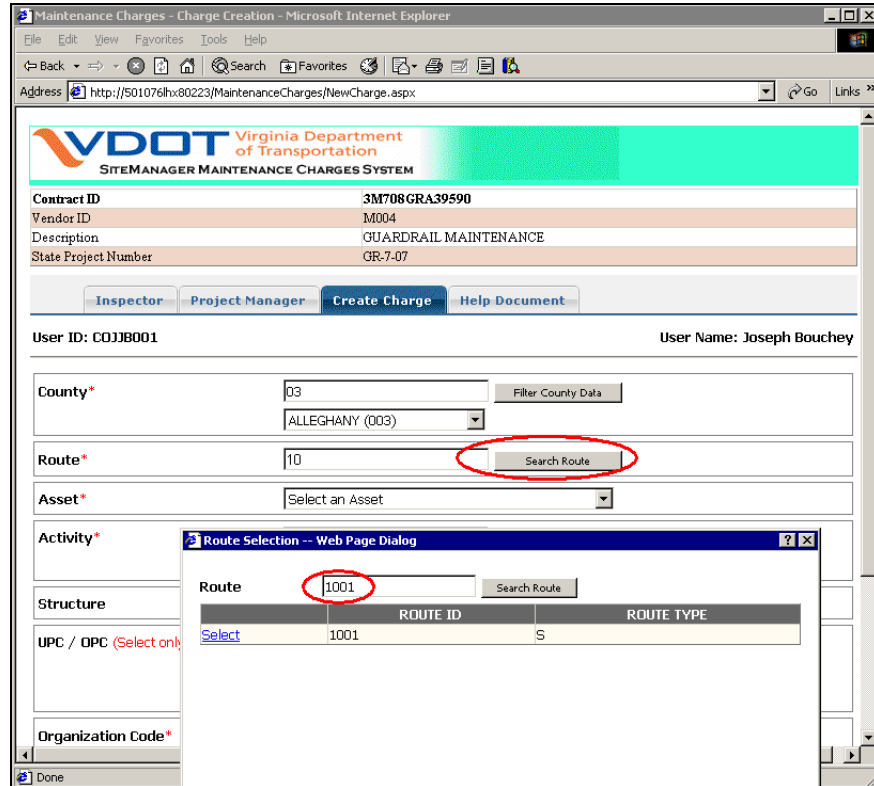 Maintenance Charges - Charge Creation - Microsoft Internet Explorer
File Edit View Favorites Tools Help
Back Search Favorites
Address http://501076lhx80223/MaintenanceCharges/NewCharge.aspx Go Links »
VDOT Virginia Department
of Transportation
SITEMANAGER MAINTENANCE CHARGES SYSTEM
Contract ID 3M708GRA39590
Vendor ID M004
Description GUARDRAIL MAINTENANCE
State Project Number GR-7-07
Inspector Project Manager Create Charge Help Document
User ID: COJJB001 User Name: Joseph Bouchey
County* 03 Filter County Data
ALLEGHANY (003)
Route* 10 Search Route
Asset* Select an Asset
Activity*
Route Selection -- Web Page Dialog
Route 1001 Search Route
Structure
ROUTE ID ROUTE TYPE
Select 1001 S
UPC / OPC (Select only
Organization Code*
Done